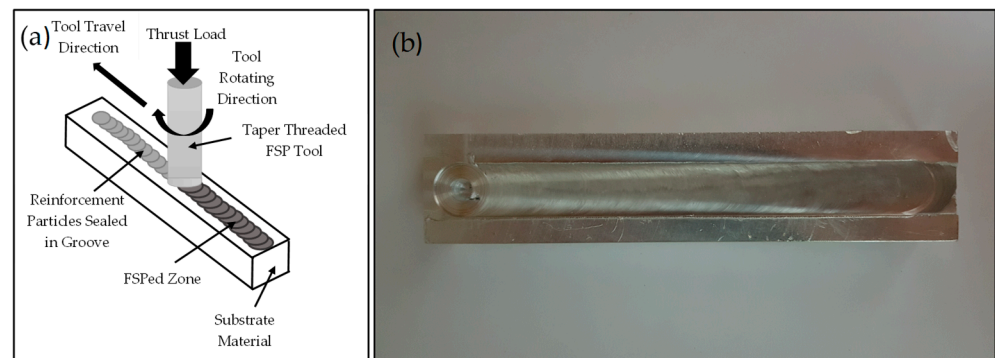 (a)
Tool Travel
Direction
Thrust Load
Tool
Rotating
Direction
Taper Threaded
FSP Tool
Reinforcement
Particles Sealed
in Groove
FSPed Zone
Substrate
Material
(b)